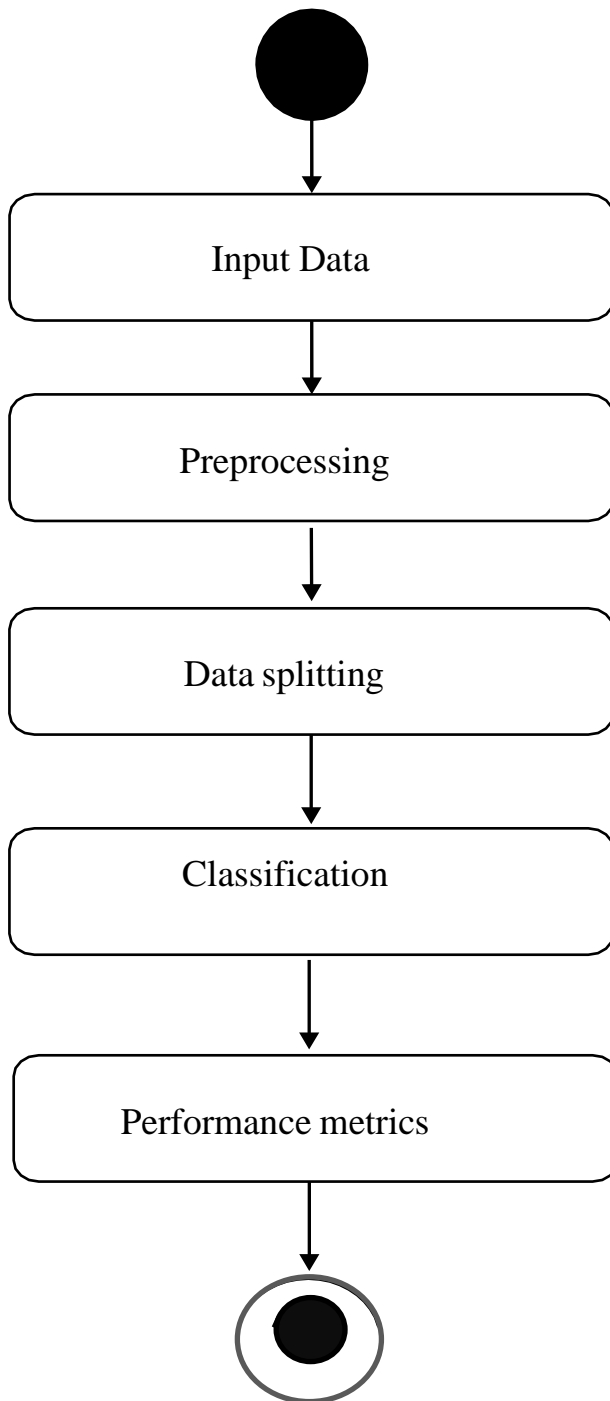 Input Data
Preprocessing
Data splitting
Classification
Performance metrics